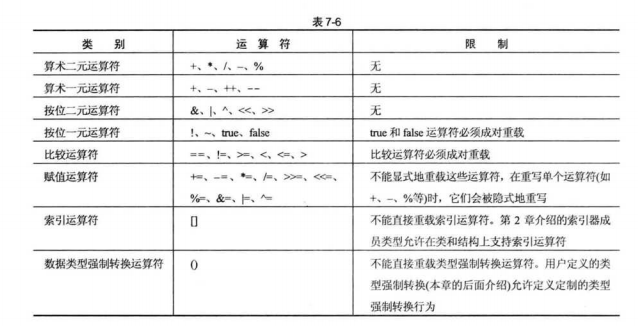 表 7-6
类 别 运 算 符 限 制
算术二元运算符 +、*、/、–、% 无
算术一元运算符 +、–、++、-- 无
按位二元运算符 &、|、^、<<、>> 无
按位一元运算符 !、~、true、false true 和 false 运算符必须成对重载
比较运算符 ==、!=、>=、<、<=、> 比较运算符必须成对重载
赋值运算符 +=、–=、*=、/=、>>=、<<=、 不能显式地重载这些运算符，在重写单个运算符(如
%=、&=、|=、^= +、–、%等)时，它们会被隐式地重写
索引运算符 [] 不能直接重载索引运算符。第 2 章介绍的索引器成
员类型允许在类和结构上支持索引运算符
数据类型强制转换运算符 () 不能直接重载类型强制转换运算符。用户定义的类
型强制转换(本章的后面介绍)允许定义定制的类型
强制转换行为